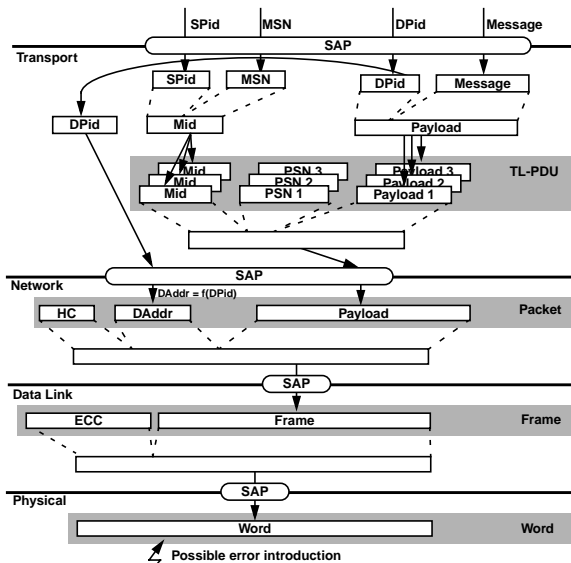 SPid MSN DPid Message
SAP
Transport
SPid MSN DPid Message
DPid Mid Payload
Mid PSN 3 Payload 3
Mid PSN 2 Payload 2
Mid PSN 1 Payload 1
TL-PDU
SAP
Network
DAddr = f(DPid)
HC DAddr Payload Packet
SAP
Data Link
ECC Frame Frame
SAP
Physical
Word Word
Possible error introduction